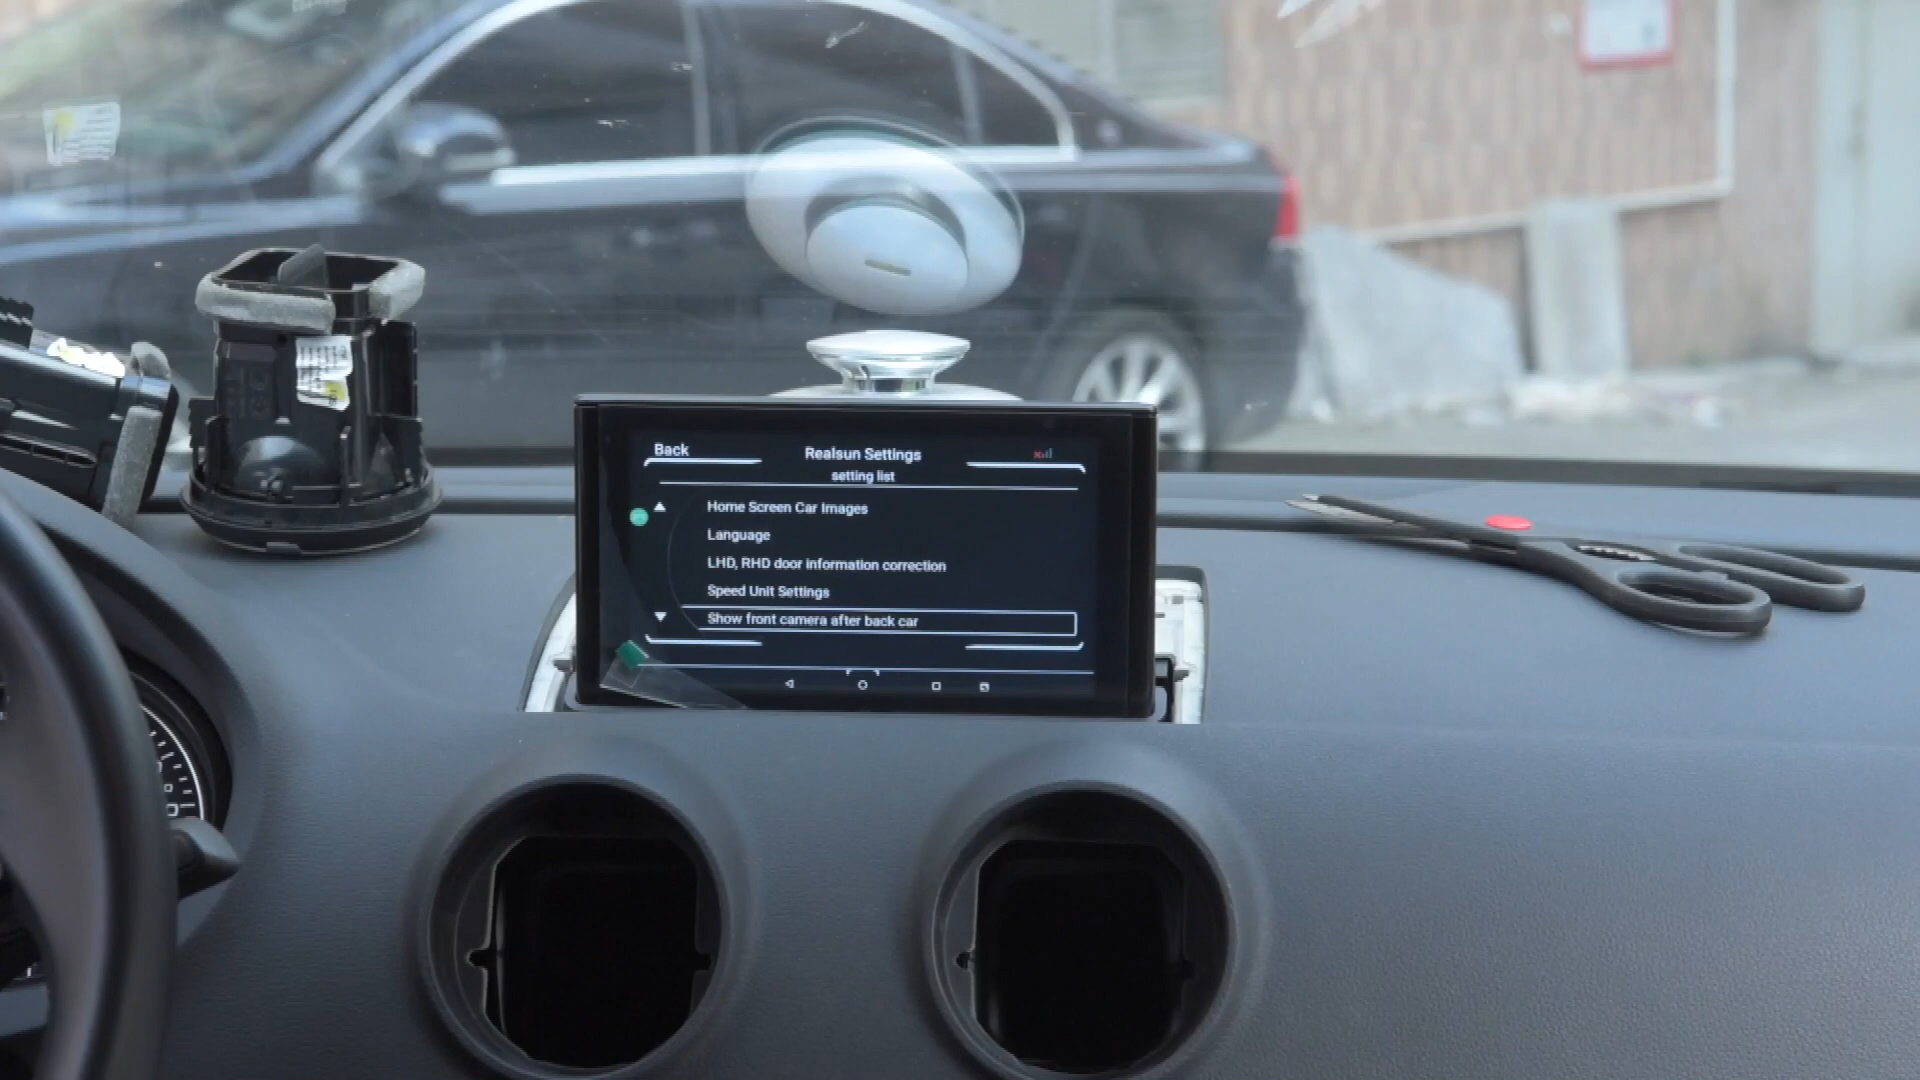 Back
Realsun Settings
setting list
Home Screen Car Images
Language
LHD, RHD door information correction
Speed Unit Settings
Show front camera after back car